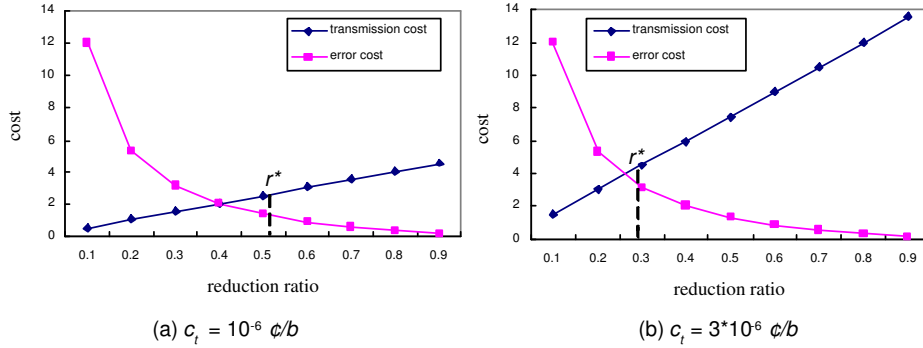 14
12
10
8
6
4
2
0
cost
transmission cost
error cost
r*
0.1 0.2 0.3 0.4 0.5 0.6 0.7 0.8 0.9
reduction ratio
(a) c_t = 10^-6 ¢/b
14
12
10
8
6
4
2
0
cost
transmission cost
error cost
r*
0.1 0.2 0.3 0.4 0.5 0.6 0.7 0.8 0.9
reduction ratio
(b) c_t = 3*10^-6 ¢/b